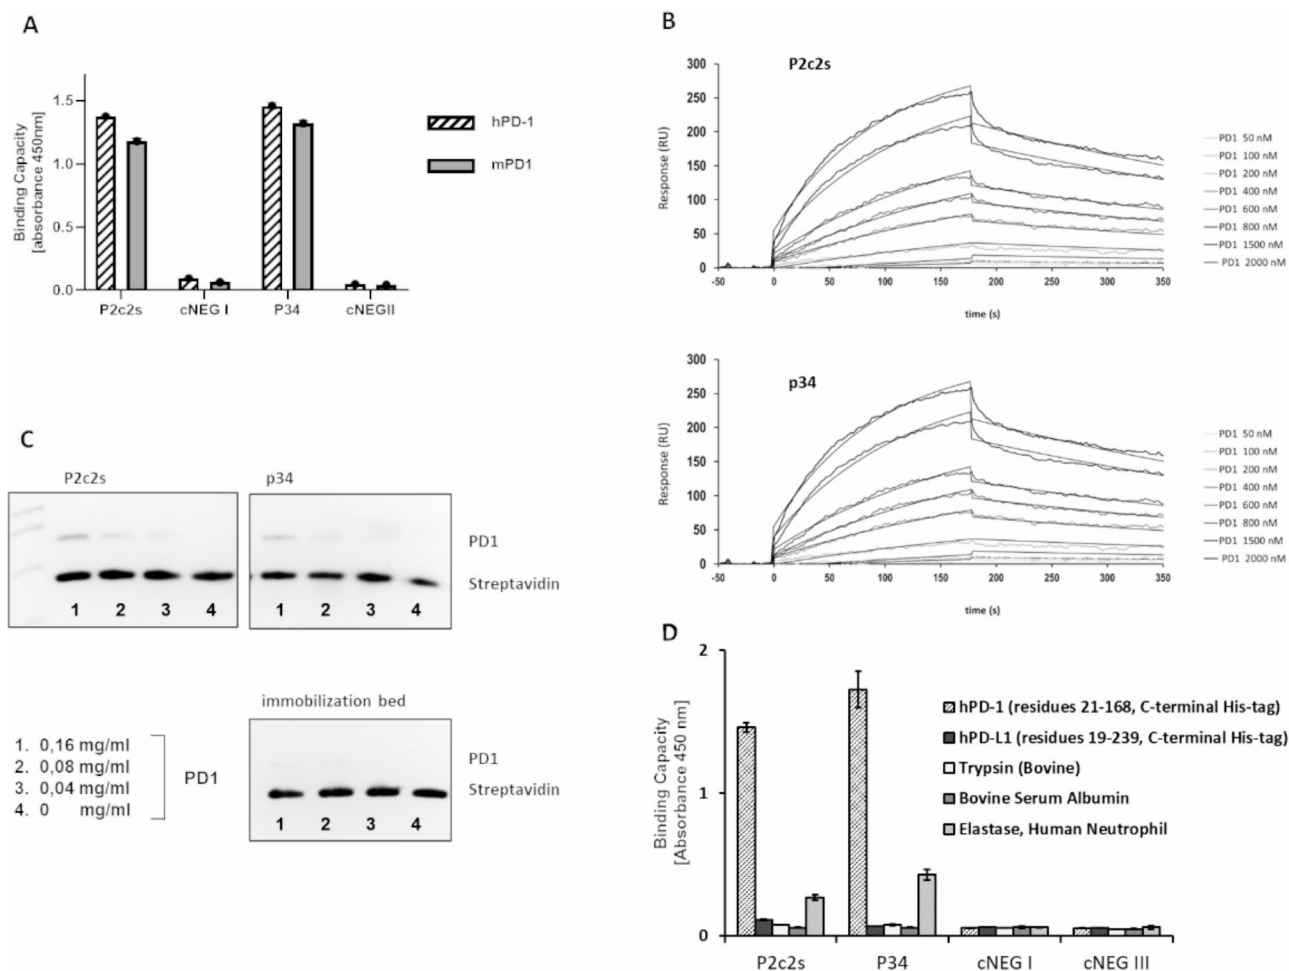 A
Binding Capacity
[absorbance 450nm]
1.5
1.0
0.5
0.0
P2c2s cNEG I P34 cNEGII
hPD-1
mPD1
B
P2c2s
Response (RU)
300
250
200
150
100
50
0
-50 0 50 100 150 200 250 300 350
time (s)
PD1 50 nM
PD1 100 nM
PD1 200 nM
PD1 400 nM
PD1 600 nM
PD1 800 nM
PD1 1500 nM
PD1 2000 nM
p34
Response (RU)
300
250
200
150
100
50
0
-50 0 50 100 150 200 250 300 350
time (s)
PD1 50 nM
PD1 100 nM
PD1 200 nM
PD1 400 nM
PD1 600 nM
PD1 800 nM
PD1 1500 nM
PD1 2000 nM
C
P2c2s p34
PD1
Streptavidin
1 2 3 4 1 2 3 4
immobilization bed
1. 0,16 mg/ml
2. 0,08 mg/ml
3. 0,04 mg/ml
4. 0 mg/ml
PD1
PD1
Streptavidin
1 2 3 4
D
Binding Capacity
[Absorbance 450 nm]
2
1
0
P2c2s P34 cNEG I cNEG III
hPD-1 (residues 21-168, C-terminal His-tag)
hPD-L1 (residues 19-239, C-terminal His-tag)
Trypsin (Bovine)
Bovine Serum Albumin
Elastase, Human Neutrophil